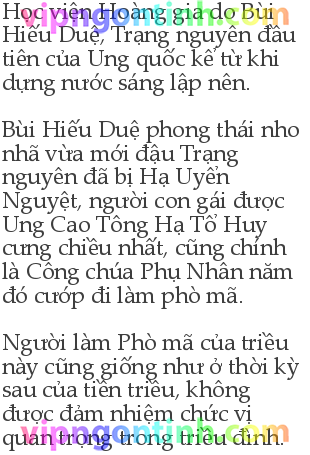 Học viện Hoàng gia do Bùi
Hiếu Duệ, Trạng nguyên đầu
tiên của Ung quốc kể từ khi
dựng nước sáng lập nên.
Bùi Hiếu Duệ phong thái nho
nhã vừa mới đậu Trạng
nguyên đã bị Hạ Uyển
Nguyệt, người con gái được
Ung Cao Tông Hạ Tổ Huy
cưng chiều nhất, cũng chính
là Công chúa Phụ Nhân năm
đó cướp đi làm phò mã.
Người làm Phò mã của triều
này cũng giống như ở thời kỳ
sau của tiền triều, không
được đảm nhiệm chức vị
quan trọng trong triều đình.
vipngontinh.com
vipngontinh.com